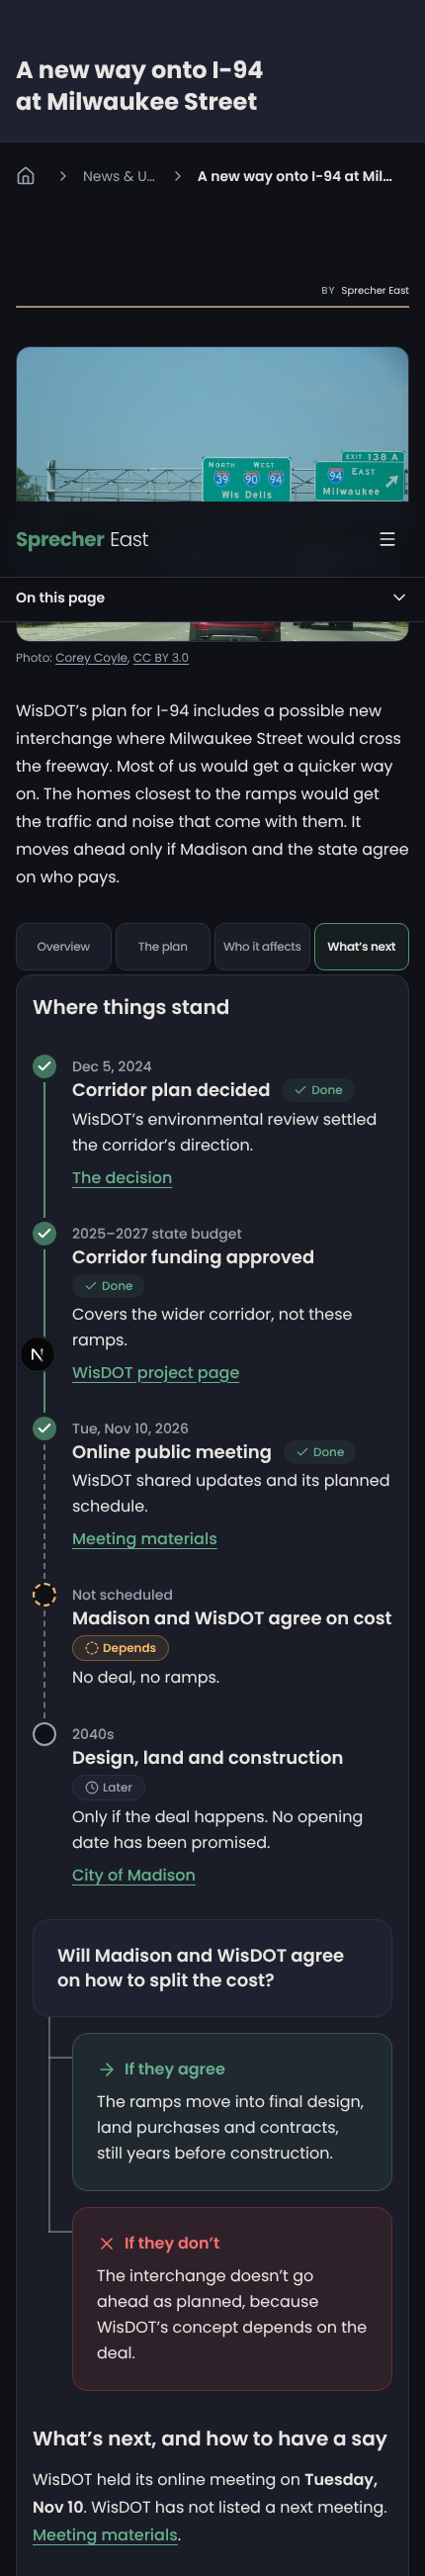 A new way onto I-94
at Milwaukee Street
News & U...
A new way onto I-94 at Mil...
BY Sprecher East
NORTH WEST
39 90 94
Wis Dells
EXIT 138 A
94 EAST
Milwaukee
Sprecher East
On this page
Photo: Corey Coyle, CC BY 3.0
WisDOT’s plan for I-94 includes a possible new
interchange where Milwaukee Street would cross
the freeway. Most of us would get a quicker way
on. The homes closest to the ramps would get
the traffic and noise that come with them. It
moves ahead only if Madison and the state agree
on who pays.
Overview
The plan
Who it affects
What’s next
Where things stand
Dec 5, 2024
Corridor plan decided
Done
WisDOT’s environmental review settled
the corridor’s direction.
The decision
2025–2027 state budget
Corridor funding approved
Done
Covers the wider corridor, not these
ramps.
WisDOT project page
N
Tue, Nov 10, 2026
Online public meeting
Done
WisDOT shared updates and its planned
schedule.
Meeting materials
Not scheduled
Madison and WisDOT agree on cost
Depends
No deal, no ramps.
2040s
Design, land and construction
Later
Only if the deal happens. No opening
date has been promised.
City of Madison
Will Madison and WisDOT agree
on how to split the cost?
If they agree
The ramps move into final design,
land purchases and contracts,
still years before construction.
If they don’t
The interchange doesn’t go
ahead as planned, because
WisDOT’s concept depends on the
deal.
What’s next, and how to have a say
WisDOT held its online meeting on Tuesday,
Nov 10. WisDOT has not listed a next meeting.
Meeting materials.